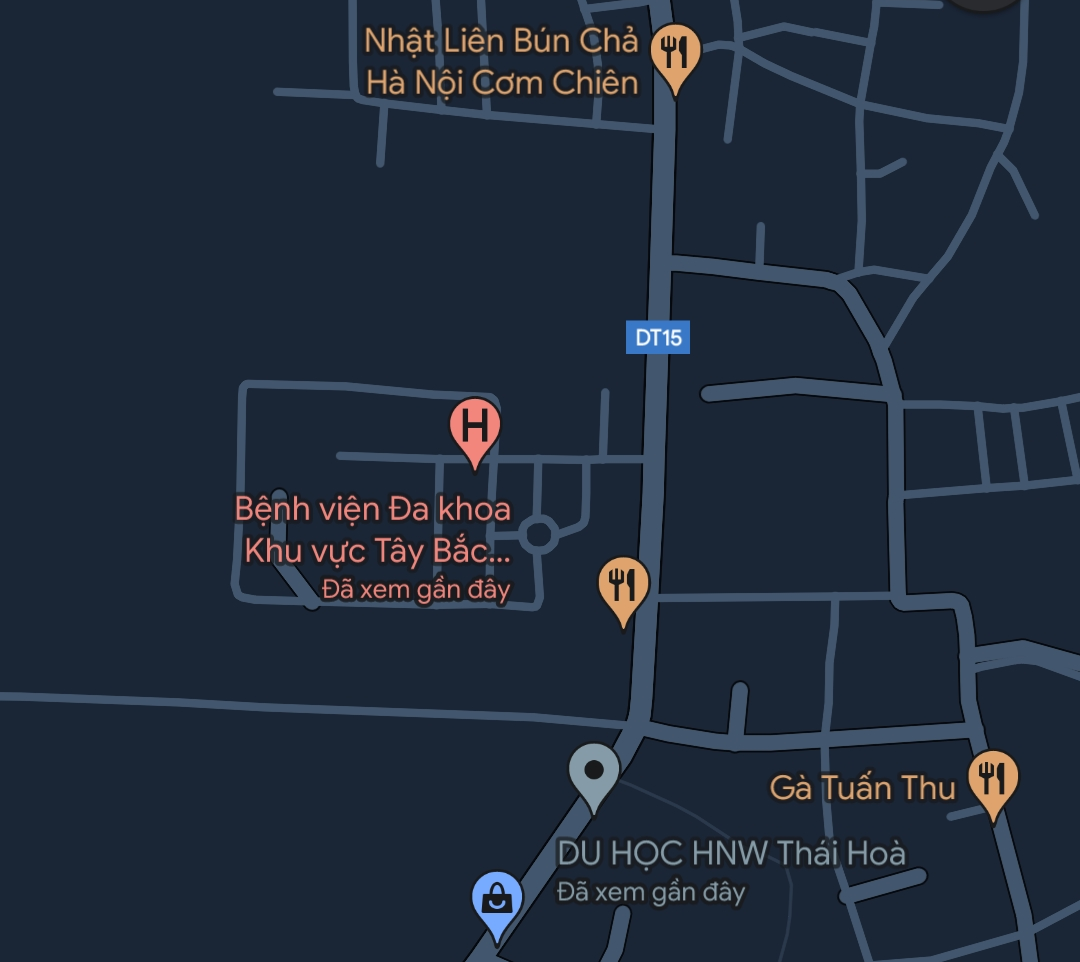 Nhật Liên Bún Chả
Hà Nội Cơm Chiên
DT15
H
Bệnh viện Đa khoa
Khu vực Tây Bắc...
Đã xem gần đây
Gà Tuấn Thu
DU HỌC HNW Thái Hoà
Đã xem gần đây